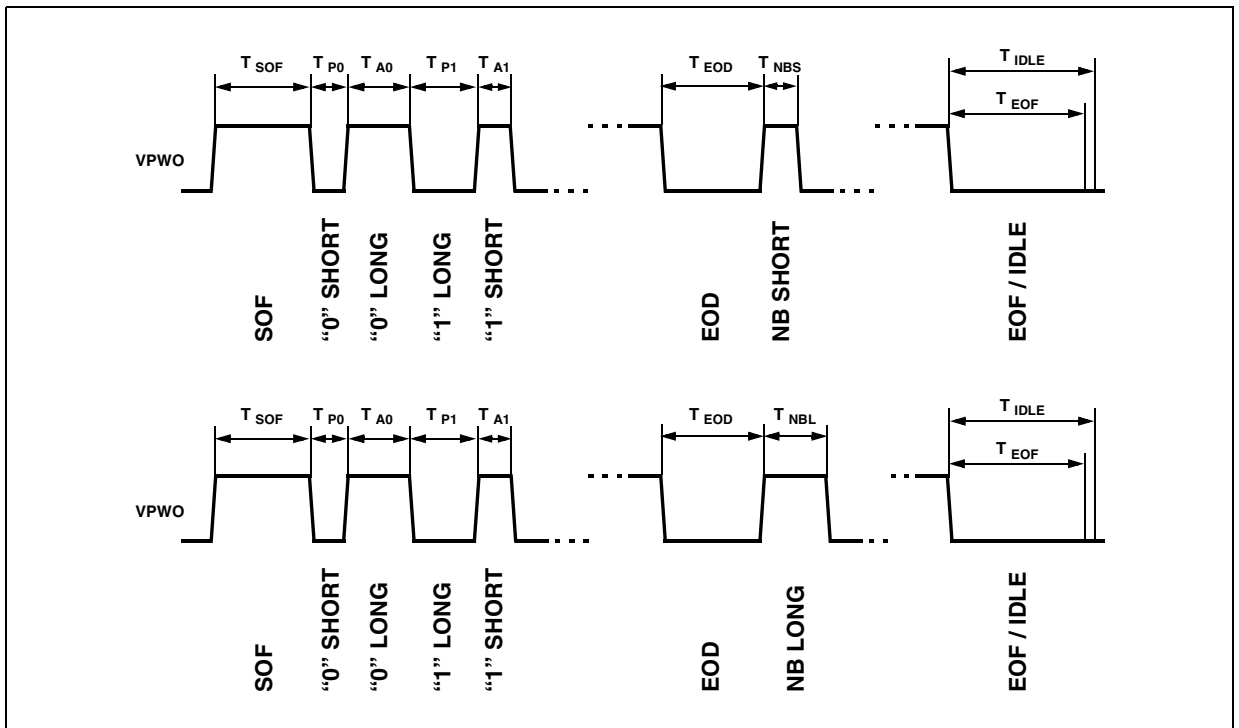 T SOF T P0 T A0 T P1 T A1 T EOD T NBS T IDLE
T EOF
VPWO
SOF
“0” SHORT
“0” LONG
“1” LONG
“1” SHORT
EOD
NB SHORT
EOF / IDLE
T SOF T P0 T A0 T P1 T A1 T EOD T NBL T IDLE
T EOF
VPWO
SOF
“0” SHORT
“0” LONG
“1” LONG
“1” SHORT
EOD
NB LONG
EOF / IDLE